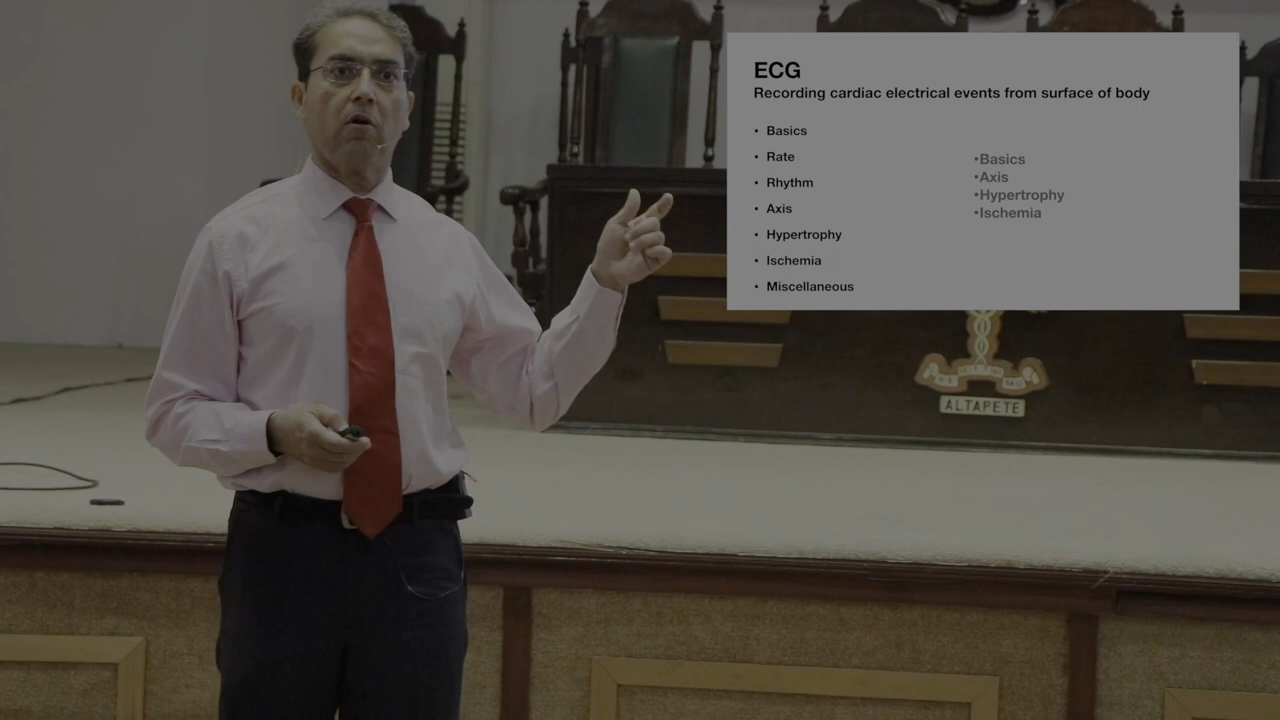 ECG
Recording cardiac electrical events from surface of body
• Basics
• Rate
• Rhythm
• Axis
• Hypertrophy
• Ischemia
• Miscellaneous
•Basics
•Axis
•Hypertrophy
•Ischemia
ALTAPETE